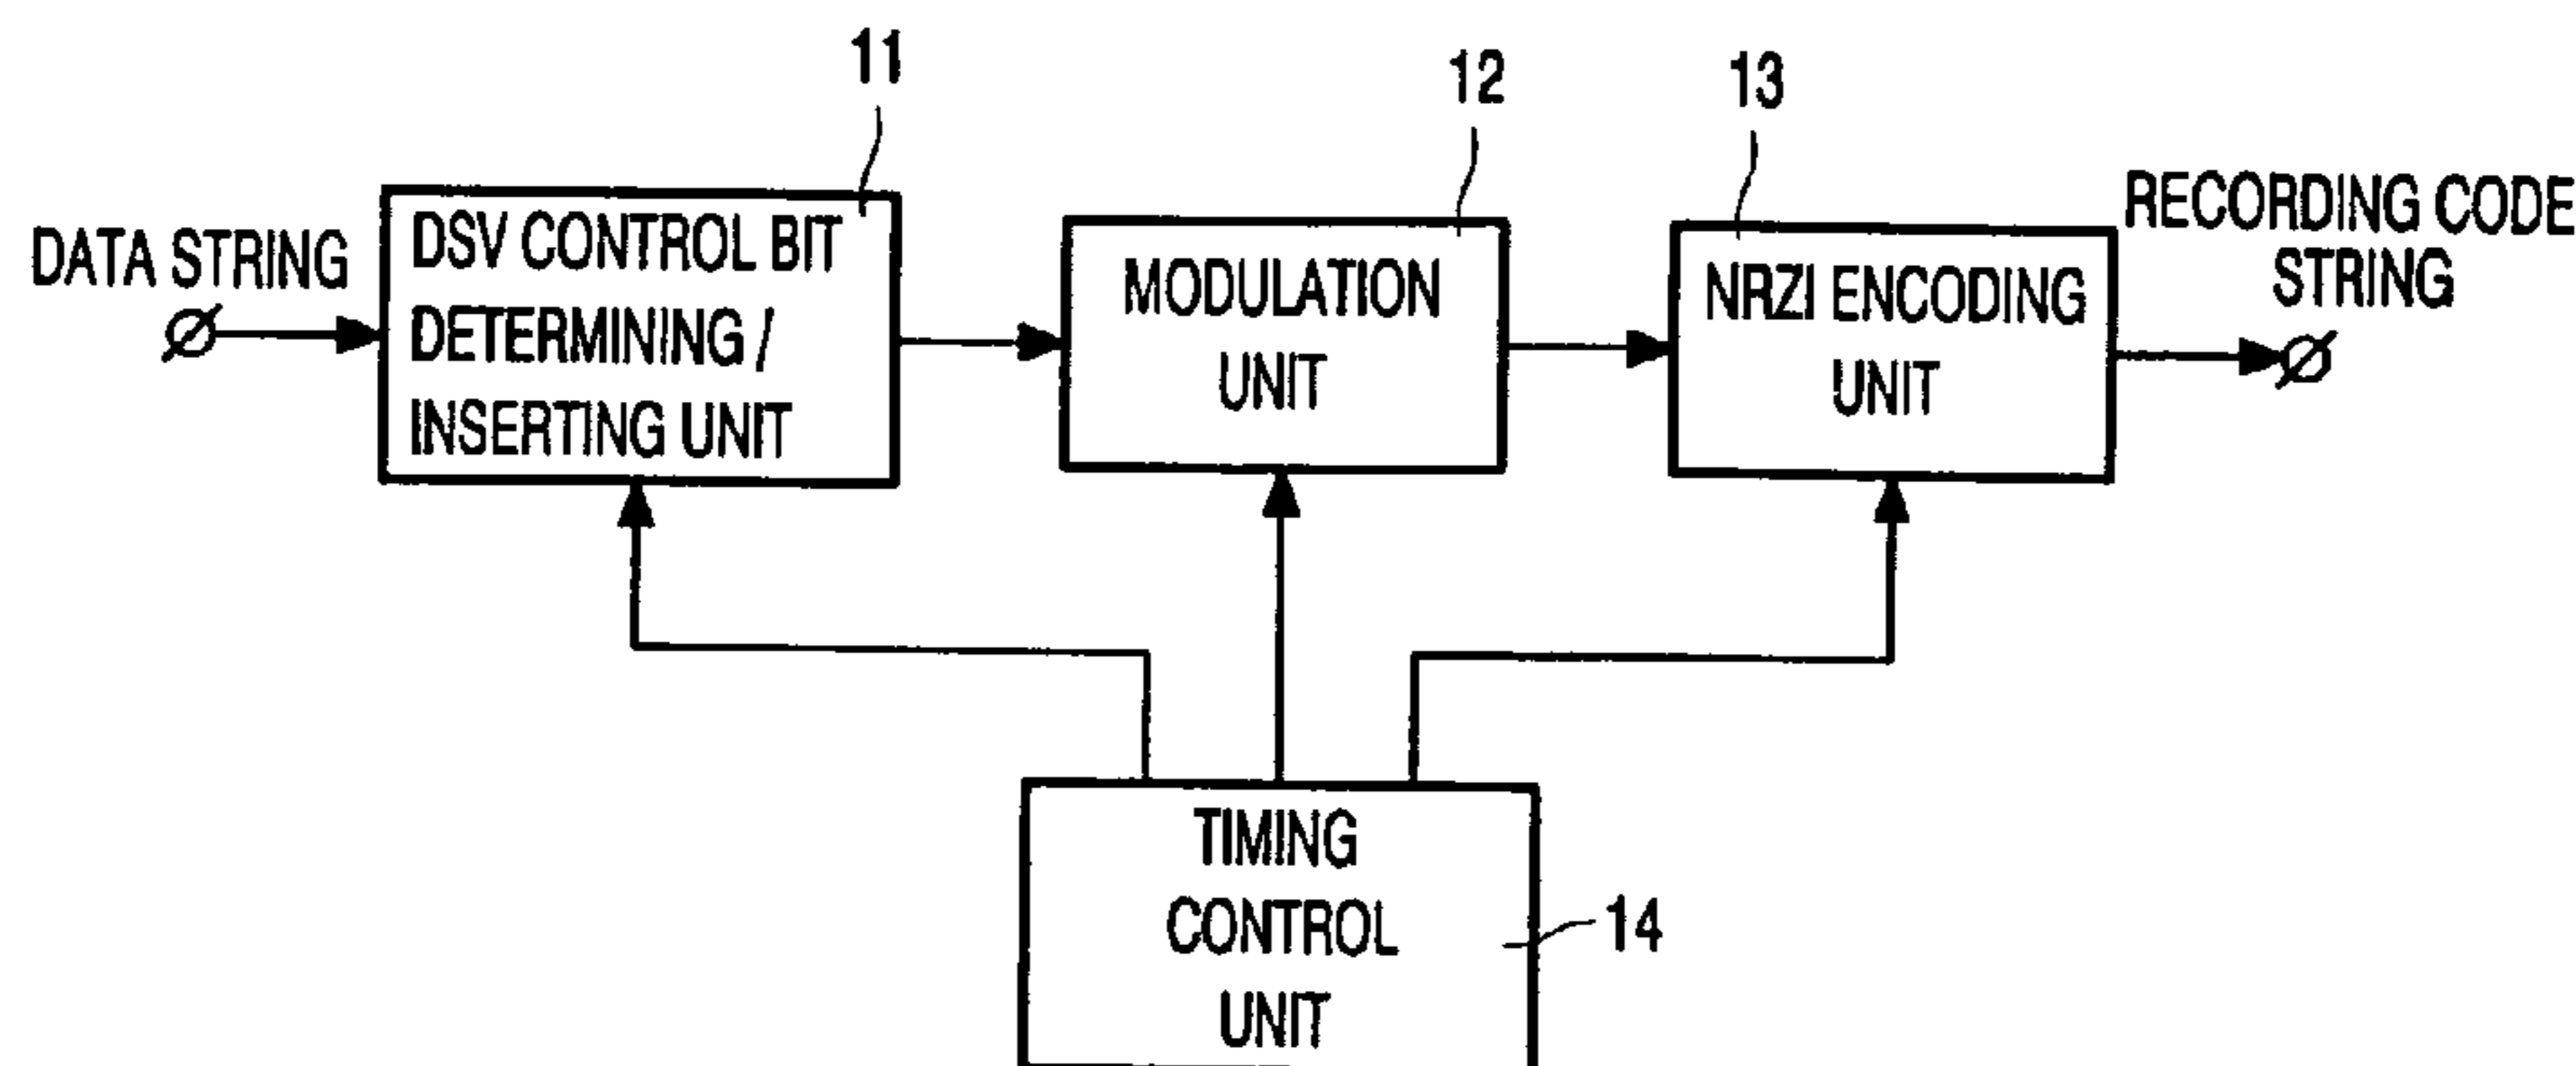 11
12
13
DATA STRING
DSV CONTROL BIT
DETERMINING /
INSERTING UNIT
MODULATION
UNIT
NRZI ENCODING
UNIT
RECORDING CODE
STRING
TIMING
CONTROL
UNIT
14